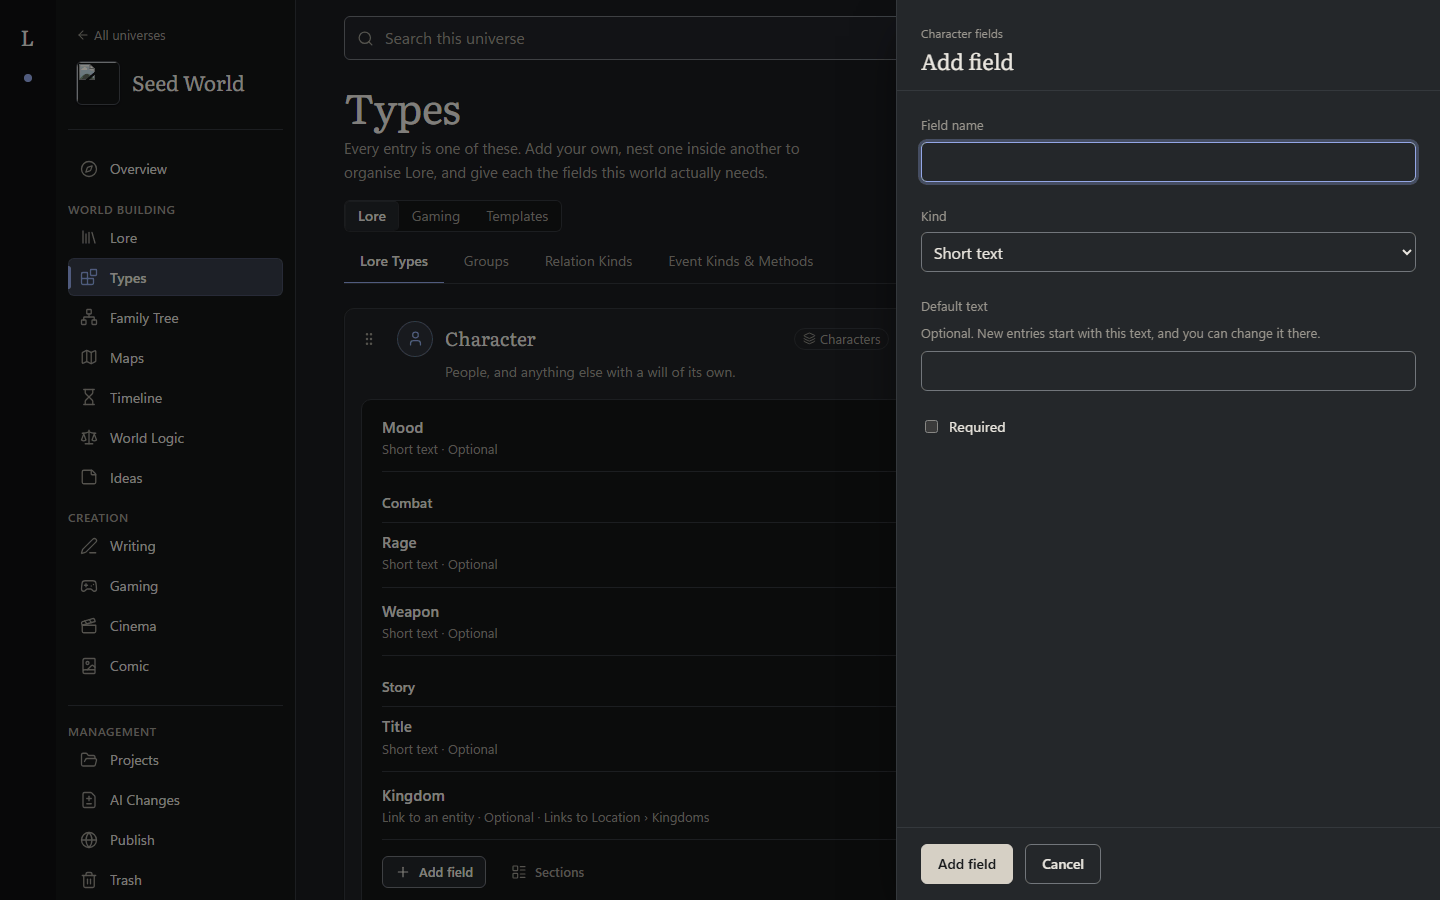 L
All universes
Seed World
Overview
WORLD BUILDING
Lore
Types
Family Tree
Maps
Timeline
World Logic
Ideas
CREATION
Writing
Gaming
Cinema
Comic
MANAGEMENT
Projects
AI Changes
Publish
Trash
Search this universe
Types
Every entry is one of these. Add your own, nest one inside another to
organise Lore, and give each the fields this world actually needs.
Lore Gaming Templates
Lore Types Groups Relation Kinds Event Kinds & Methods
Character Characters
People, and anything else with a will of its own.
Mood
Short text · Optional
Combat
Rage
Short text · Optional
Weapon
Short text · Optional
Story
Title
Short text · Optional
Kingdom
Link to an entity · Optional · Links to Location › Kingdoms
Add field Sections
Character fields
Add field
Field name
Kind
Short text
Default text
Optional. New entries start with this text, and you can change it there.
Required
Add field Cancel